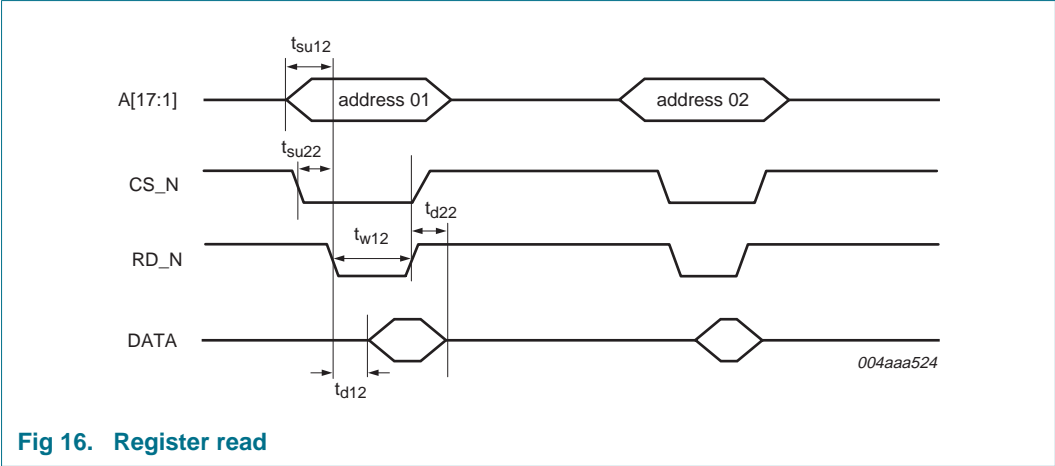 tsu12
A[17:1]
address 01
address 02
tsu22
CS_N
td22
tw12
RD_N
DATA
004aaa524
td12
Fig 16. Register read